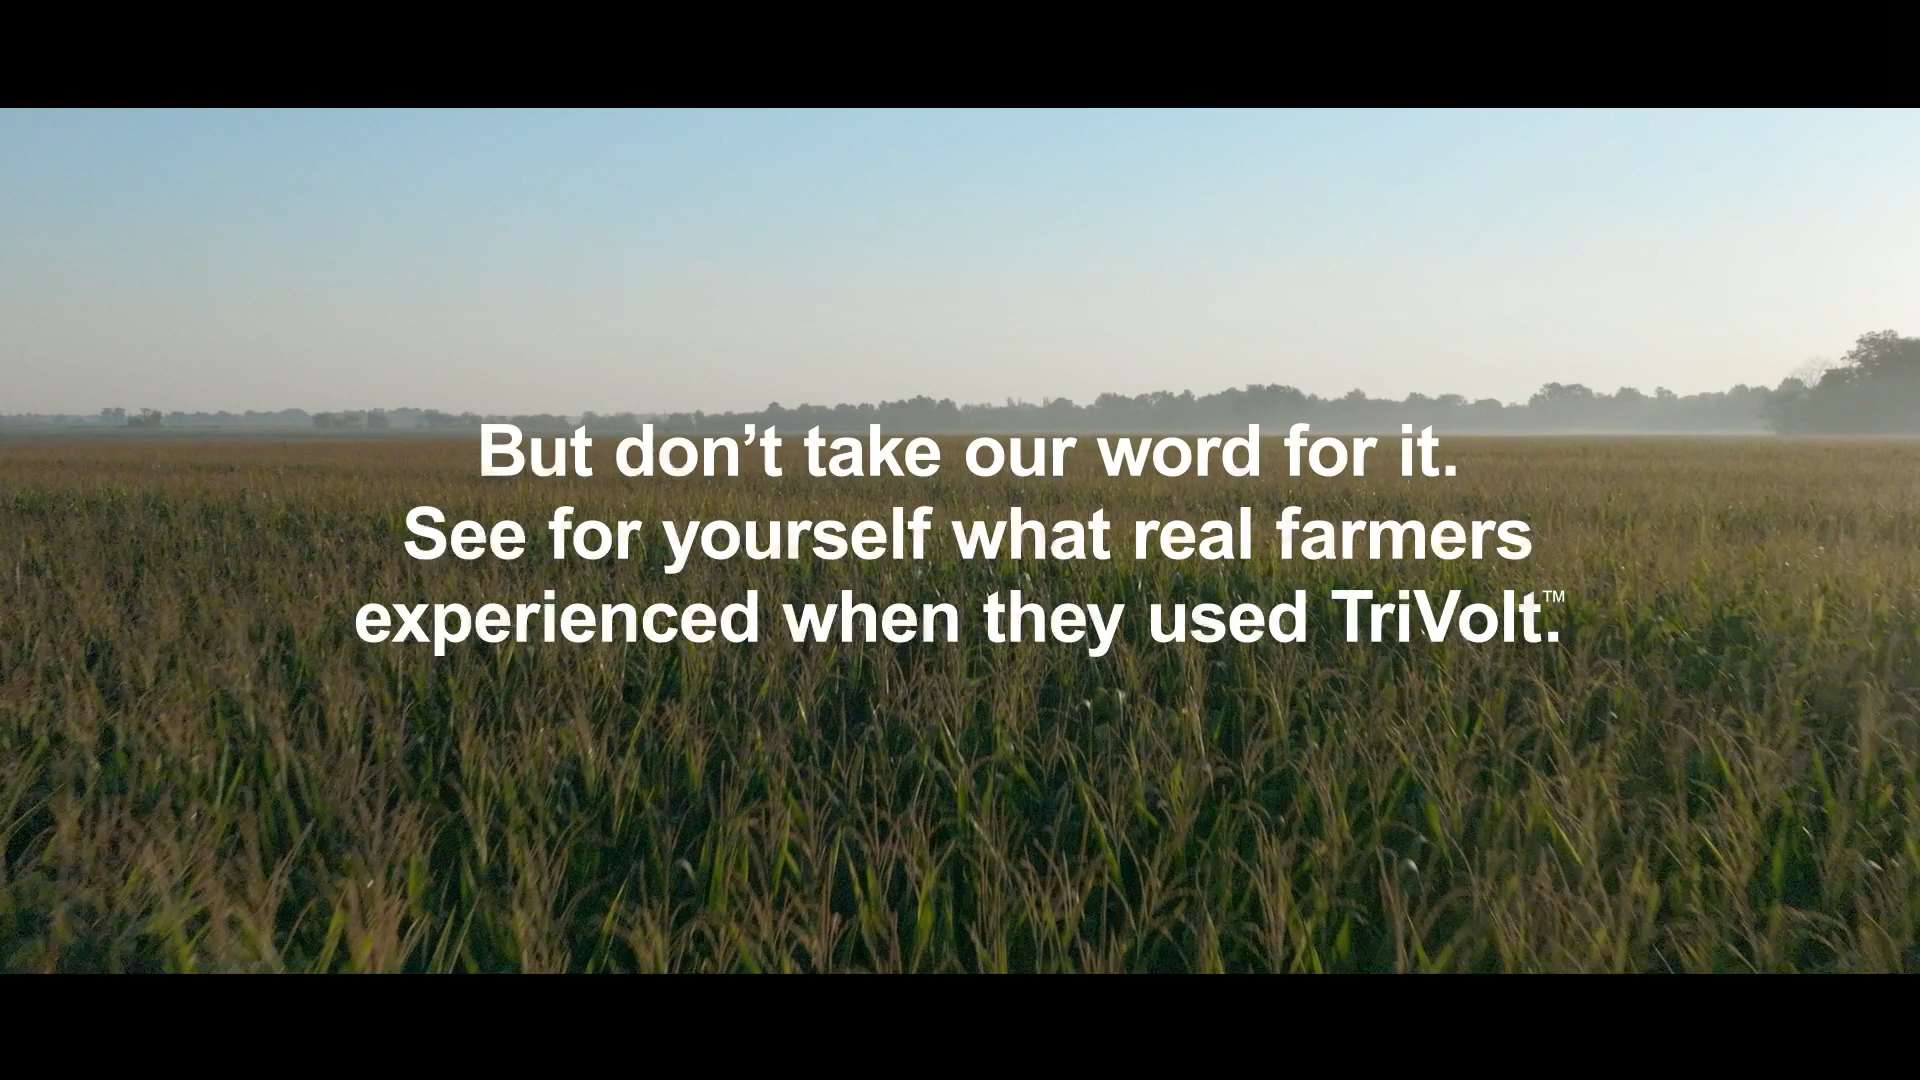 But don’t take our word for it.
See for yourself what real farmers
experienced when they used TriVolt.™